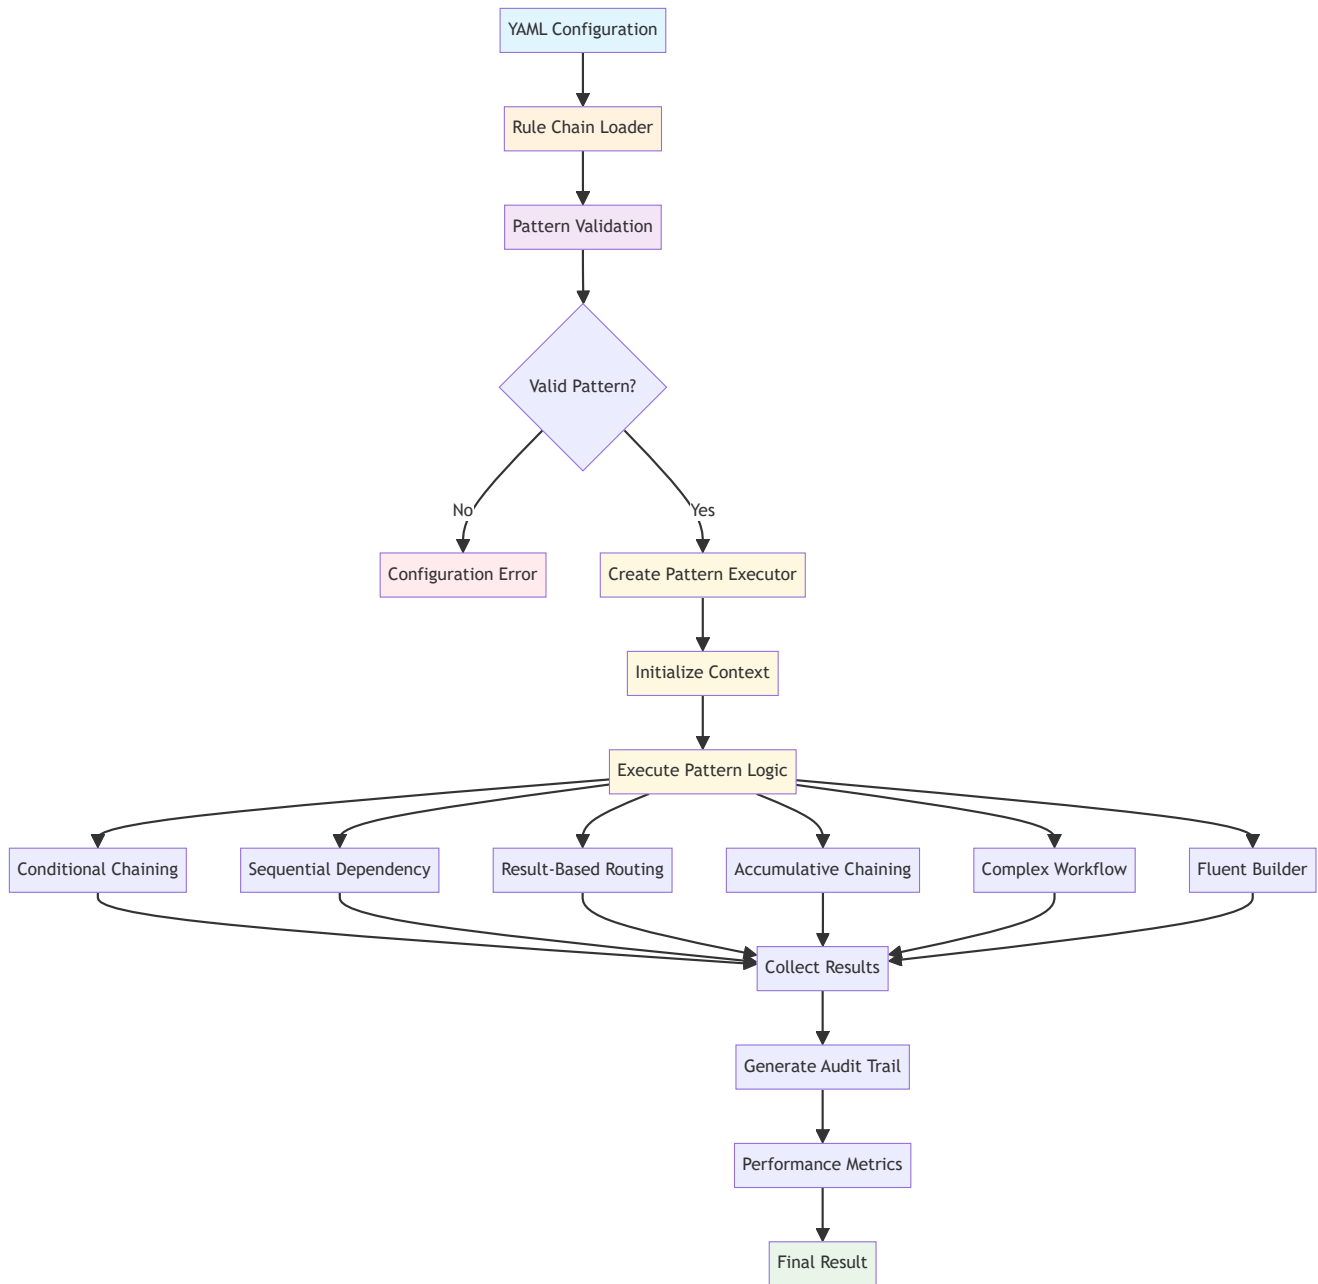 YAML Configuration
Rule Chain Loader
Pattern Validation
Valid Pattern?
No
Yes
Configuration Error
Create Pattern Executor
Initialize Context
Execute Pattern Logic
Conditional Chaining
Sequential Dependency
Result-Based Routing
Accumulative Chaining
Complex Workflow
Fluent Builder
Collect Results
Generate Audit Trail
Performance Metrics
Final Result